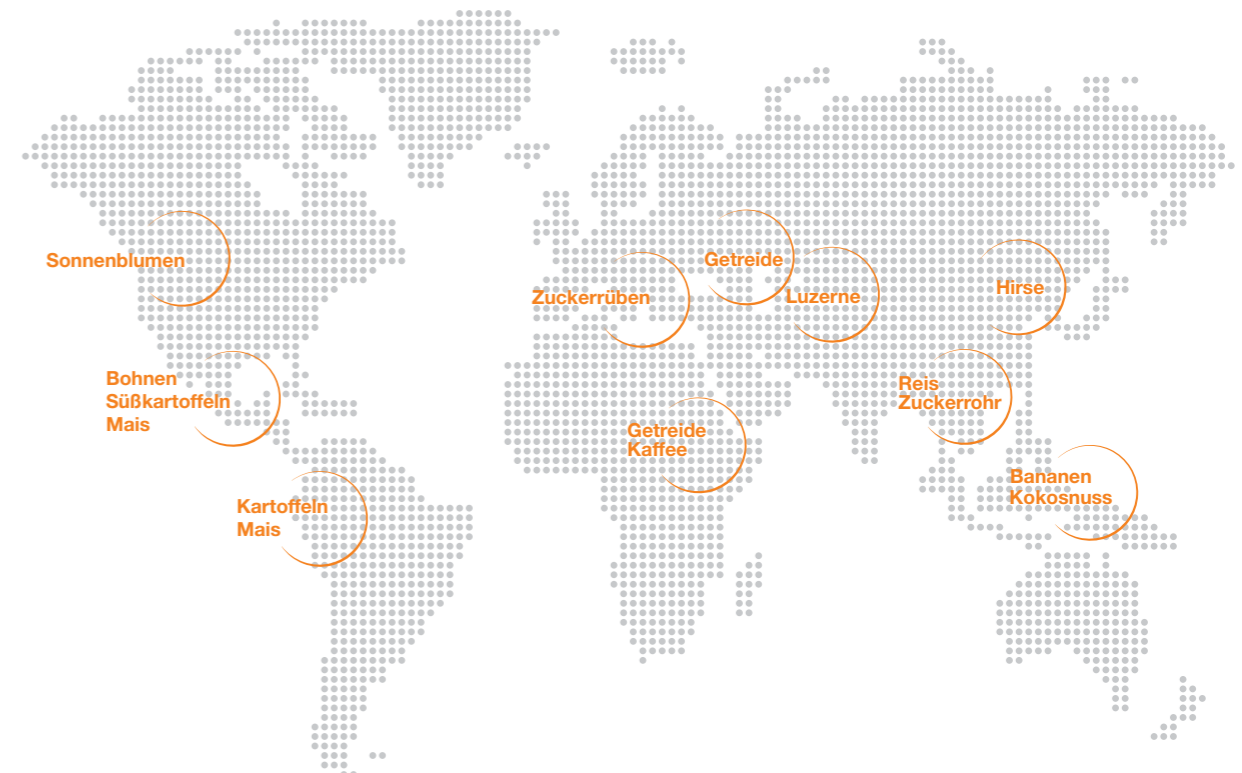 Sonnenblumen
Getreide
Zuckerrüben
Luzerne
Hirse
Bohnen
Süßkartoffeln
Mais
Reis
Zuckerrohr
Getreide
Kaffee
Bananen
Kokosnuss
Kartoffeln
Mais